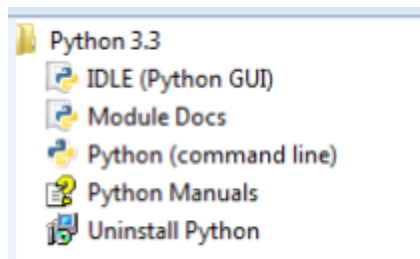 Python 3.3
IDLE (Python GUI)
Module Docs
Python (command line)
Python Manuals
Uninstall Python